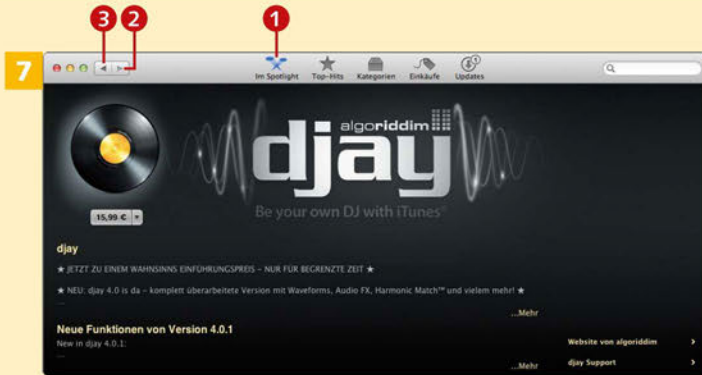 3 2 1
7
Im Spotlight Top-Hits Kategorien Einkäufe Updates
1
algoriddim
djay
Be your own DJ with iTunes®
15,99 €
djay
★ JETZT ZU EINEM WAHNSINNS EINFÜHRUNGSPREIS – NUR FÜR BEGRENZTE ZEIT ★
★ NEU: djay 4.0 is da – komplett überarbeitete Version mit Waveforms, Audio FX, Harmonic Match™ und vielem mehr! ★
...
...Mehr
Neue Funktionen von Version 4.0.1
New in djay 4.0.1:
...
...Mehr
Website von algoriddim
djay Support